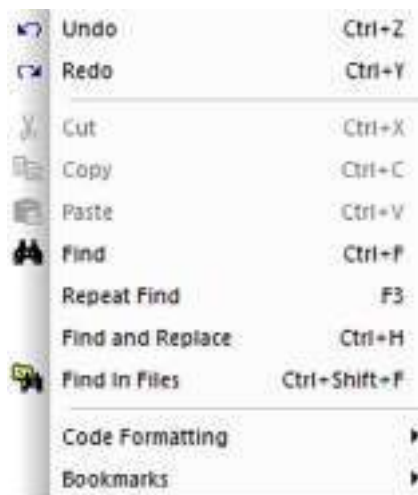 Undo Ctrl+Z
Redo Ctrl+Y
Cut Ctrl+X
Copy Ctrl+C
Paste Ctrl+V
Find Ctrl+F
Repeat Find F3
Find and Replace Ctrl+H
Find In Files Ctrl+Shift+F
Code Formatting
Bookmarks